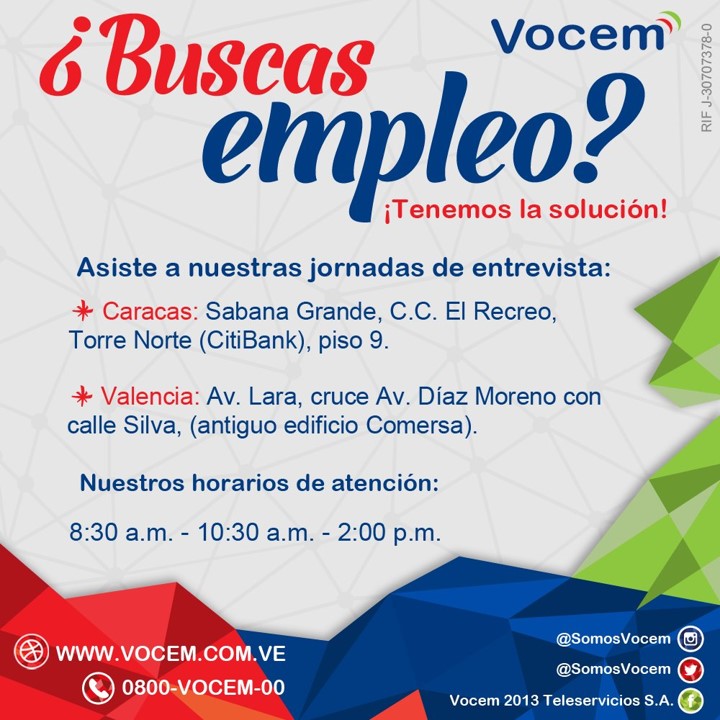 ¿Buscas
empleo?
Vocem
RIF J-30707378-0
¡Tenemos la solución!
Asiste a nuestras jornadas de entrevista:
Caracas: Sabana Grande, C.C. El Recreo,
Torre Norte (CitiBank), piso 9.
Valencia: Av. Lara, cruce Av. Díaz Moreno con
calle Silva, (antiguo edificio Comersa).
Nuestros horarios de atención:
8:30 a.m. - 10:30 a.m. - 2:00 p.m.
WWW.VOCEM.COM.VE
0800-VOCEM-00
@SomosVocem
@SomosVocem
Vocem 2013 Teleservicios S.A.